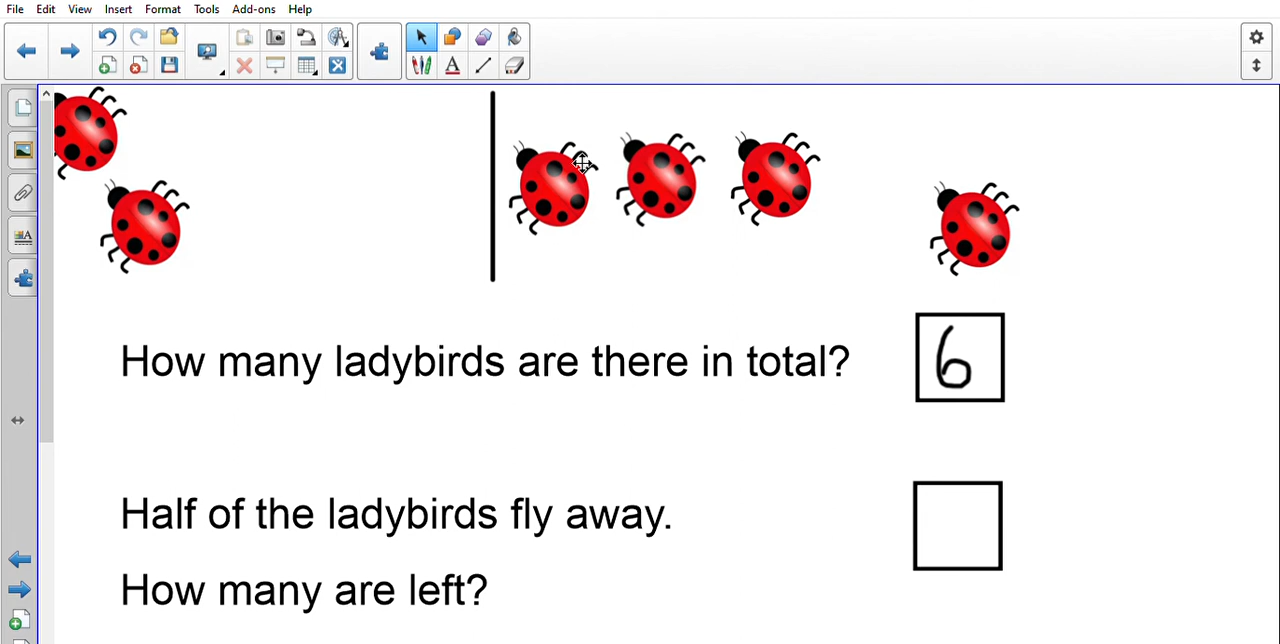 File Edit View Insert Format Tools Add-ons Help
How many ladybirds are there in total? 6
Half of the ladybirds fly away.
How many are left?